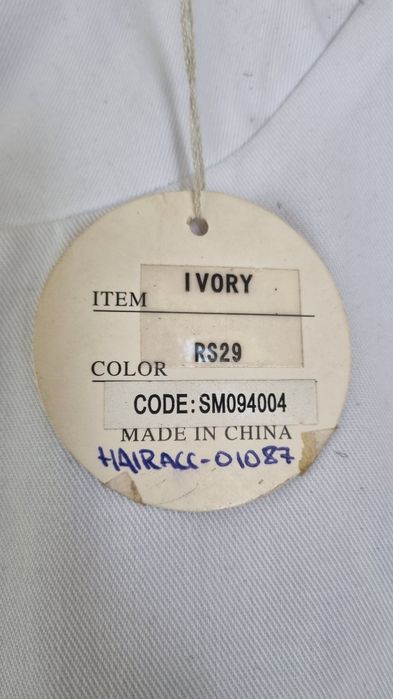 IVORY
ITEM
RS29
COLOR
CODE:SM094004
MADE IN CHINA
HAIRACC-01087